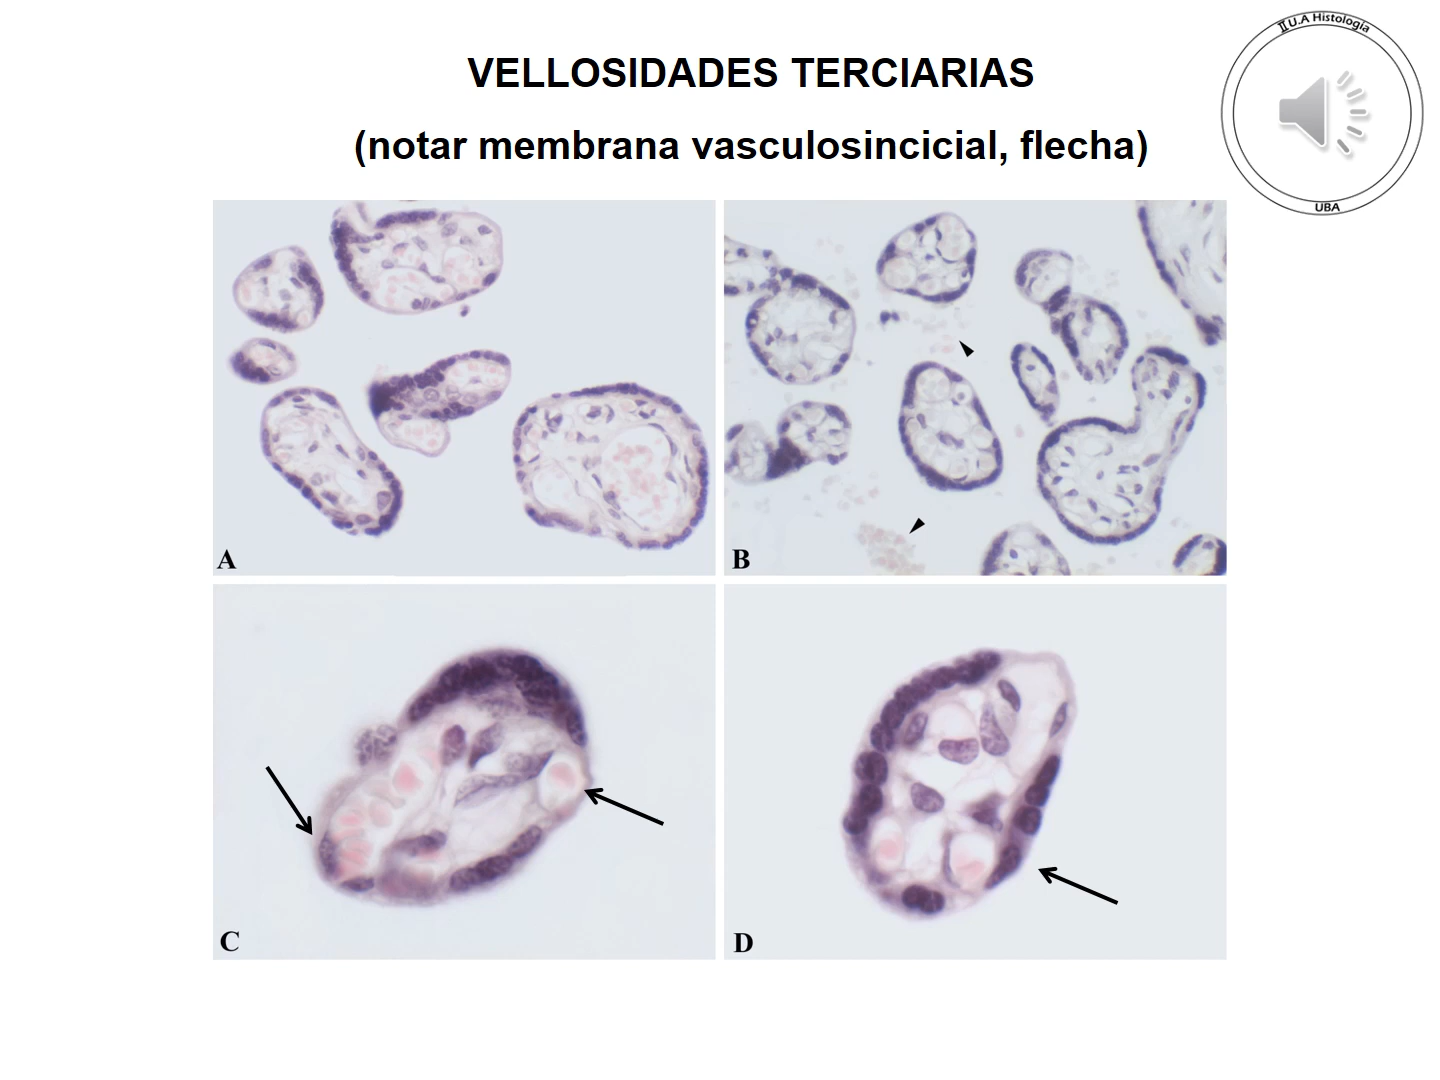 VELLOSIDADES TERCIARIAS
(notar membrana vasculosincicial, flecha)
II U.A Histología
UBA
A
B
C
D